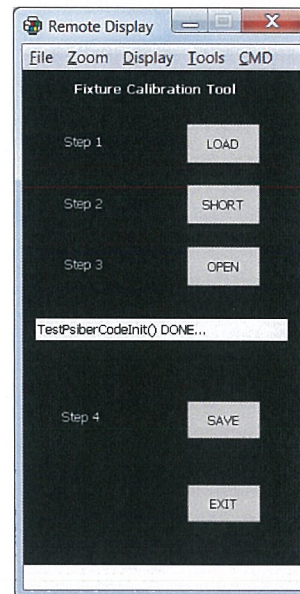 Remote Display
File Zoom Display Tools CMD
Fixture Calibration Tool
Step 1 LOAD
Step 2 SHORT
Step 3 OPEN
TestPsiberCodeInit() DONE...
Step 4 SAVE
EXIT